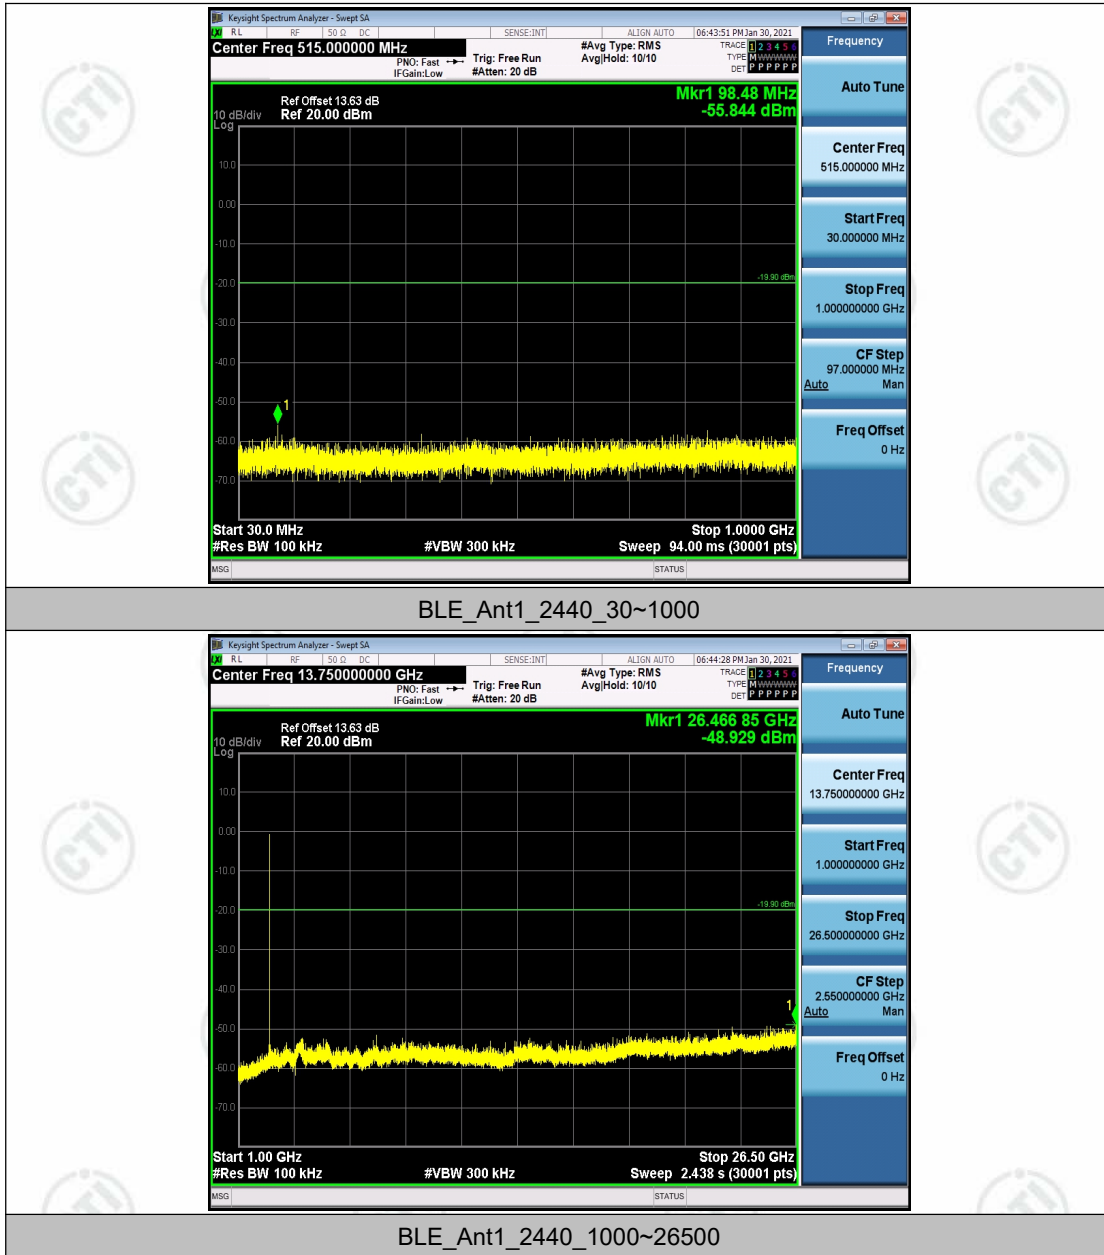 Keysight Spectrum Analyzer - Swept SA
LXI RL RF 50 Ω DC SENSE:INT ALIGN AUTO 06:43:51 PM Jan 30, 2021
Center Freq 515.000000 MHz
PNO: Fast
IFGain:Low
Trig: Free Run
#Atten: 20 dB
#Avg Type: RMS
Avg|Hold: 10/10
TRACE 1 2 3 4 5 6
TYPE M WWWWW
DET P P P P P P
Frequency
Auto Tune
Center Freq
515.000000 MHz
Start Freq
30.000000 MHz
Stop Freq
1.000000000 GHz
CF Step
97.000000 MHz
Auto Man
Freq Offset
0 Hz
Mkr1 98.48 MHz
-55.844 dBm
Ref Offset 13.63 dB
10 dB/div Ref 20.00 dBm
Log
10.0
0.00
-10.0
-20.0
-19.90 dBm
-30.0
-40.0
-50.0
1
-60.0
-70.0
Start 30.0 MHz Stop 1.0000 GHz
#Res BW 100 kHz #VBW 300 kHz Sweep 94.00 ms (30001 pts)
MSG STATUS
BLE_Ant1_2440_30~1000
Keysight Spectrum Analyzer - Swept SA
LXI RL RF 50 Ω DC SENSE:INT ALIGN AUTO 06:44:28 PM Jan 30, 2021
Center Freq 13.750000000 GHz
PNO: Fast
IFGain:Low
Trig: Free Run
#Atten: 20 dB
#Avg Type: RMS
Avg|Hold: 10/10
TRACE 1 2 3 4 5 6
TYPE M WWWWW
DET P P P P P P
Frequency
Auto Tune
Center Freq
13.750000000 GHz
Start Freq
1.000000000 GHz
Stop Freq
26.500000000 GHz
CF Step
2.550000000 GHz
Auto Man
Freq Offset
0 Hz
Mkr1 26.466 85 GHz
-48.929 dBm
Ref Offset 13.63 dB
10 dB/div Ref 20.00 dBm
Log
10.0
0.00
-10.0
-20.0
-19.90 dBm
-30.0
-40.0
1
-50.0
-60.0
-70.0
Start 1.00 GHz Stop 26.50 GHz
#Res BW 100 kHz #VBW 300 kHz Sweep 2.438 s (30001 pts)
MSG STATUS
BLE_Ant1_2440_1000~26500
CTI
CTI
CTI
CTI
CTI
CTI